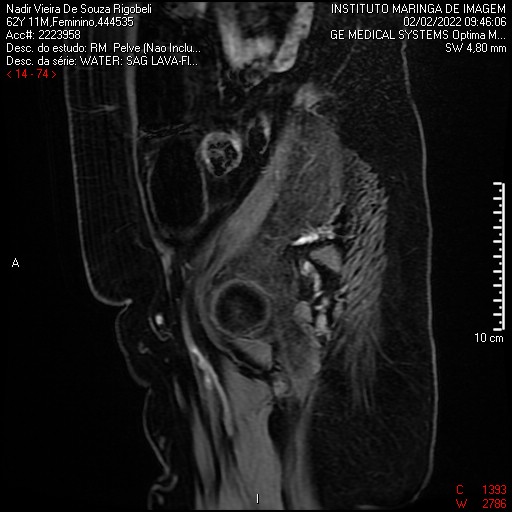 Nadir Vieira De Souza Rigobeli
62Y 11M,Feminino,444535
Acc#: 2223958
Desc. do estudo: RM Pelve (Nao Inclu...
Desc. da série: WATER: SAG LAVA-Fl...
< 14 - 74 >
INSTITUTO MARINGA DE IMAGEM
02/02/2022 09:46:06
GE MEDICAL SYSTEMS Optima M...
SW 4,80 mm
A
10 cm
I
C 1393
W 2786